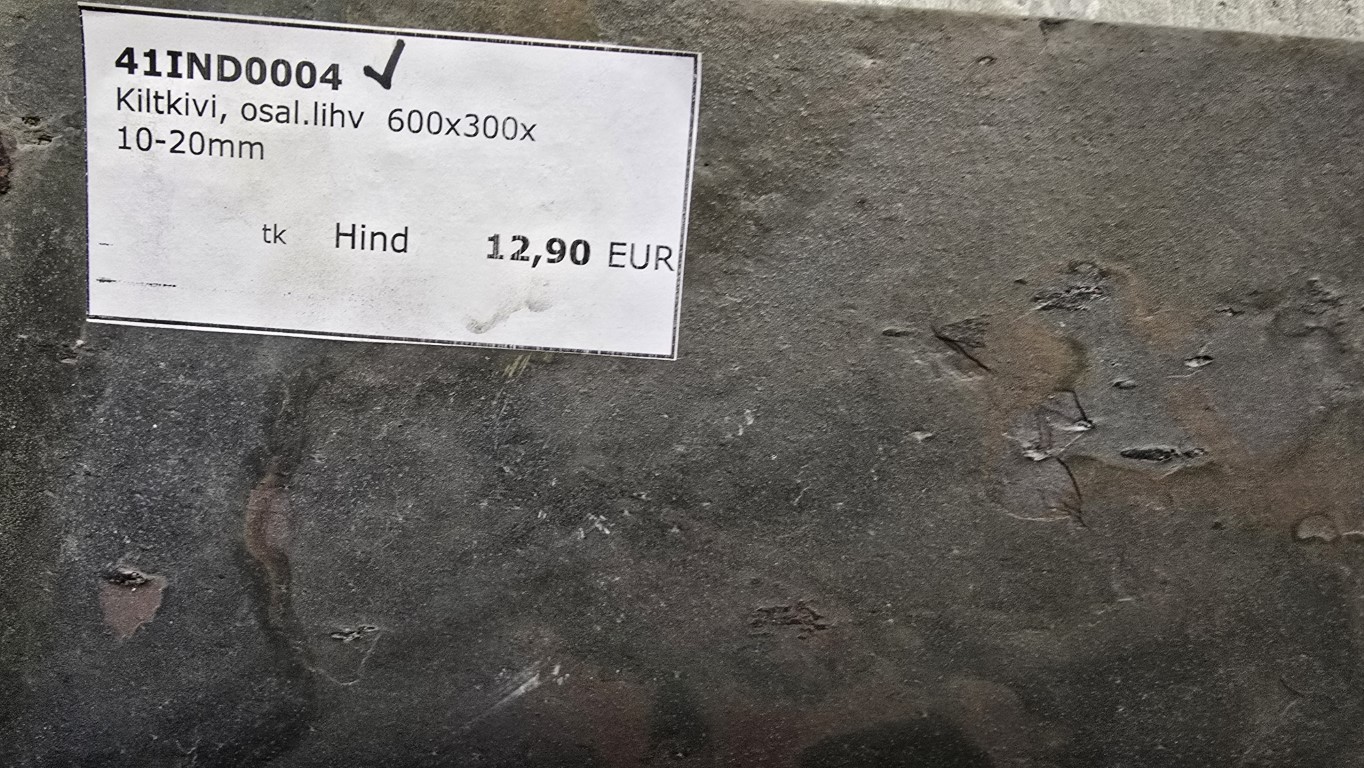 41IND0004
Kiltkivi, osal.lihv 600x300x
10-20mm
tk Hind 12,90 EUR